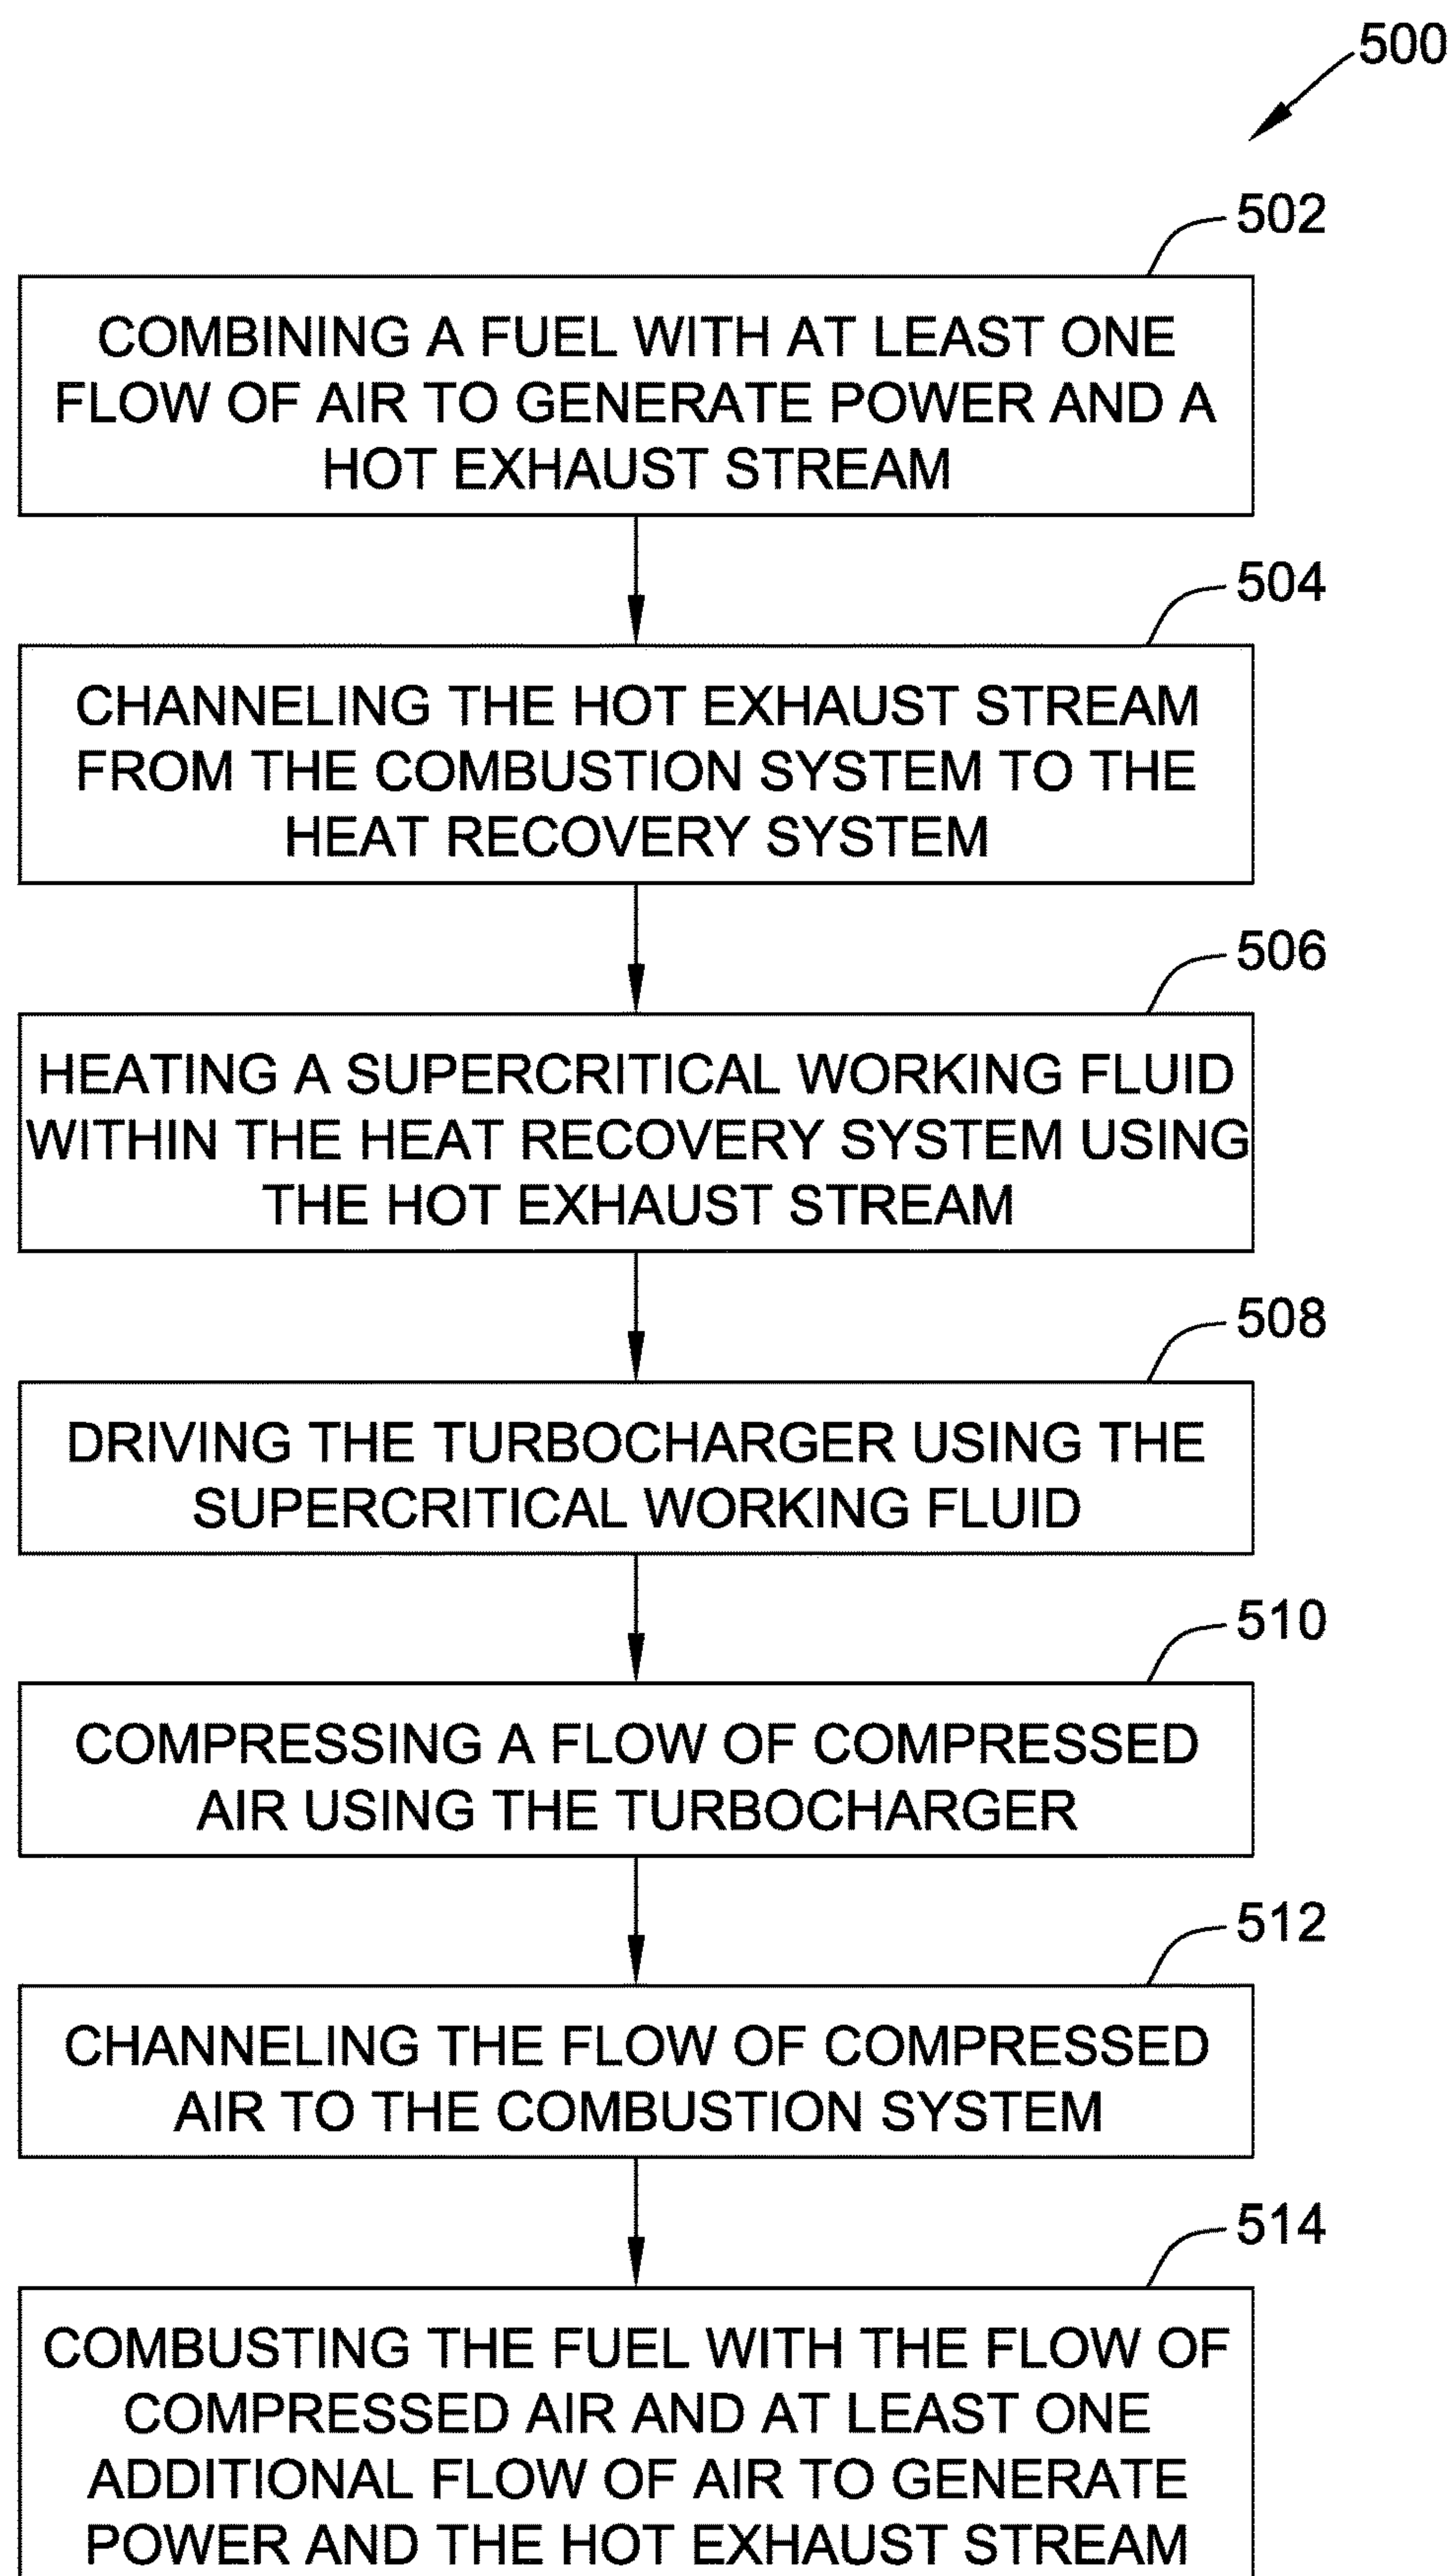 500
502
COMBINING A FUEL WITH AT LEAST ONE
FLOW OF AIR TO GENERATE POWER AND A
HOT EXHAUST STREAM
504
CHANNELING THE HOT EXHAUST STREAM
FROM THE COMBUSTION SYSTEM TO THE
HEAT RECOVERY SYSTEM
506
HEATING A SUPERCRITICAL WORKING FLUID
WITHIN THE HEAT RECOVERY SYSTEM USING
THE HOT EXHAUST STREAM
508
DRIVING THE TURBOCHARGER USING THE
SUPERCRITICAL WORKING FLUID
510
COMPRESSING A FLOW OF COMPRESSED
AIR USING THE TURBOCHARGER
512
CHANNELING THE FLOW OF COMPRESSED
AIR TO THE COMBUSTION SYSTEM
514
COMBUSTING THE FUEL WITH THE FLOW OF
COMPRESSED AIR AND AT LEAST ONE
ADDITIONAL FLOW OF AIR TO GENERATE
POWER AND THE HOT EXHAUST STREAM